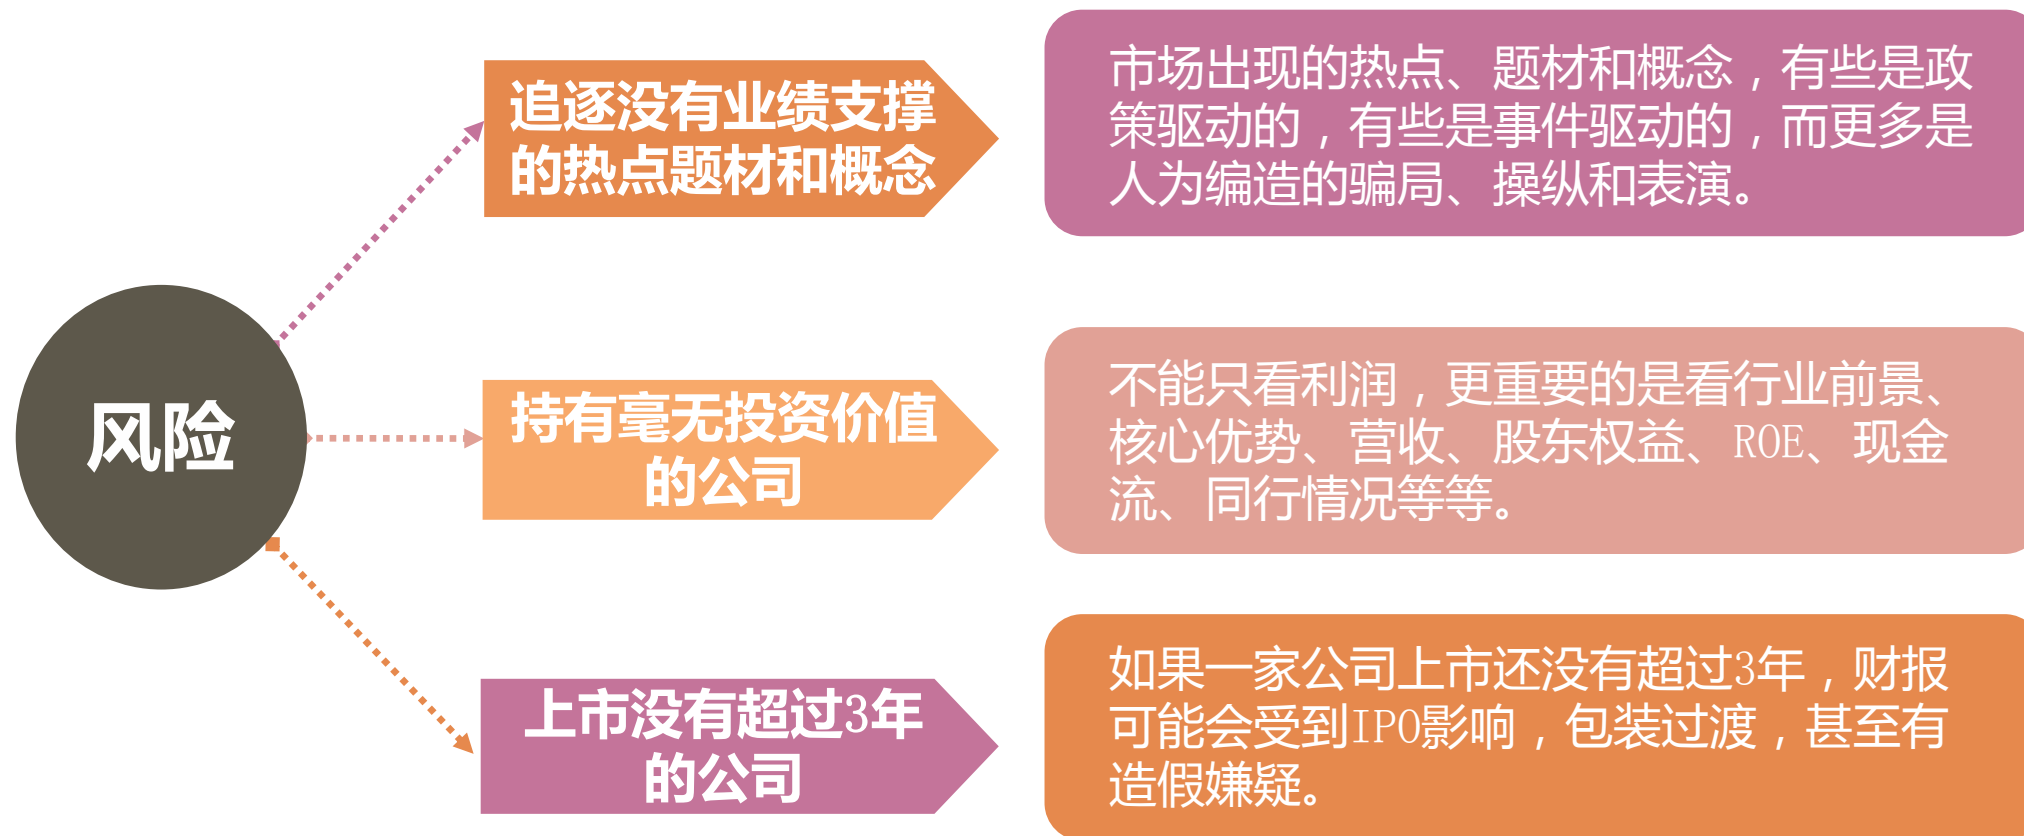 风险
追逐没有业绩支撑
的热点题材和概念
市场出现的热点、题材和概念，有些是政
策驱动的，有些是事件驱动的，而更多是
人为编造的骗局、操纵和表演。
持有毫无投资价值
的公司
不能只看利润，更重要的是看行业前景、
核心优势、营收、股东权益、ROE、现金
流、同行情况等等。
上市没有超过3年
的公司
如果一家公司上市还没有超过3年，财报
可能会受到IPO影响，包装过渡，甚至有
造假嫌疑。